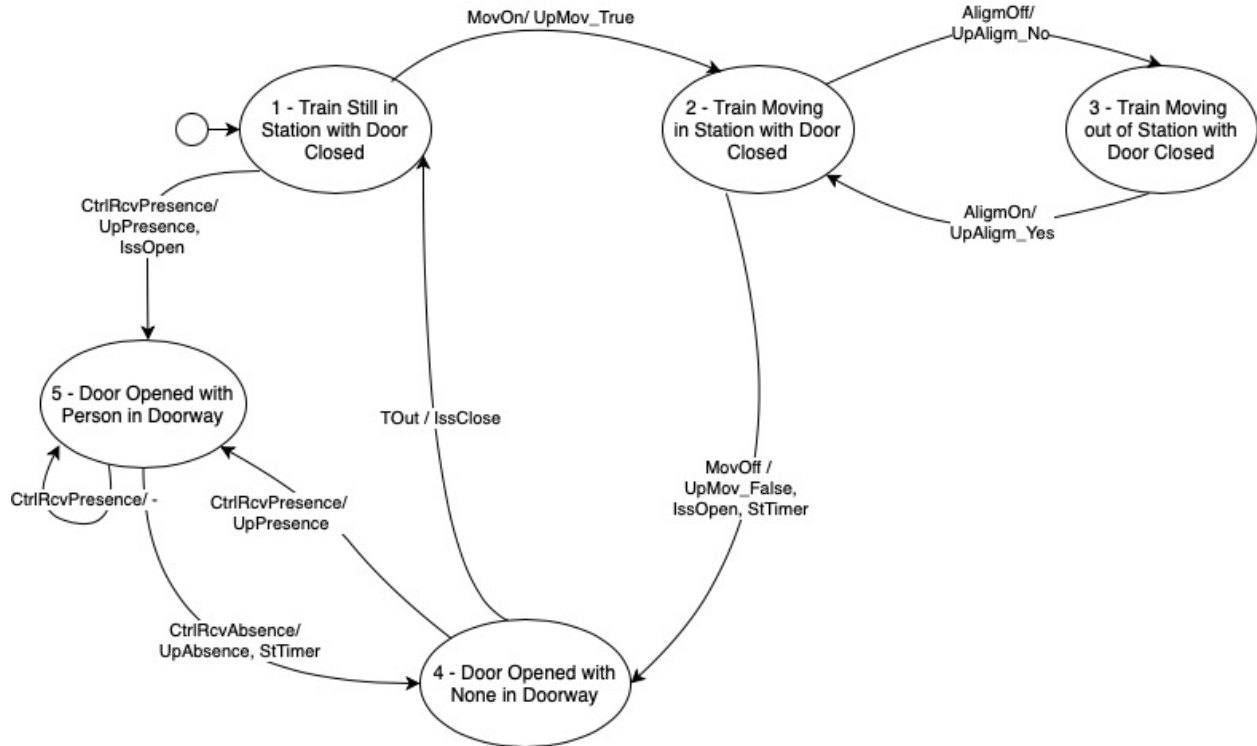 MovOn/ UpMov_True
AligmOff/
UpAligm_No
1 - Train Still in
Station with Door
Closed
2 - Train Moving
in Station with Door
Closed
3 - Train Moving
out of Station with
Door Closed
CtrlRcvPresence/
UpPresence,
IssOpen
AligmOn/
UpAligm_Yes
5 - Door Opened with
Person in Doorway
TOut / IssClose
CtrlRcvPresence/ -
CtrlRcvPresence/
UpPresence
MovOff /
UpMov_False,
IssOpen, StTimer
CtrlRcvAbsence/
UpAbsence, StTimer
4 - Door Opened with
None in Doorway